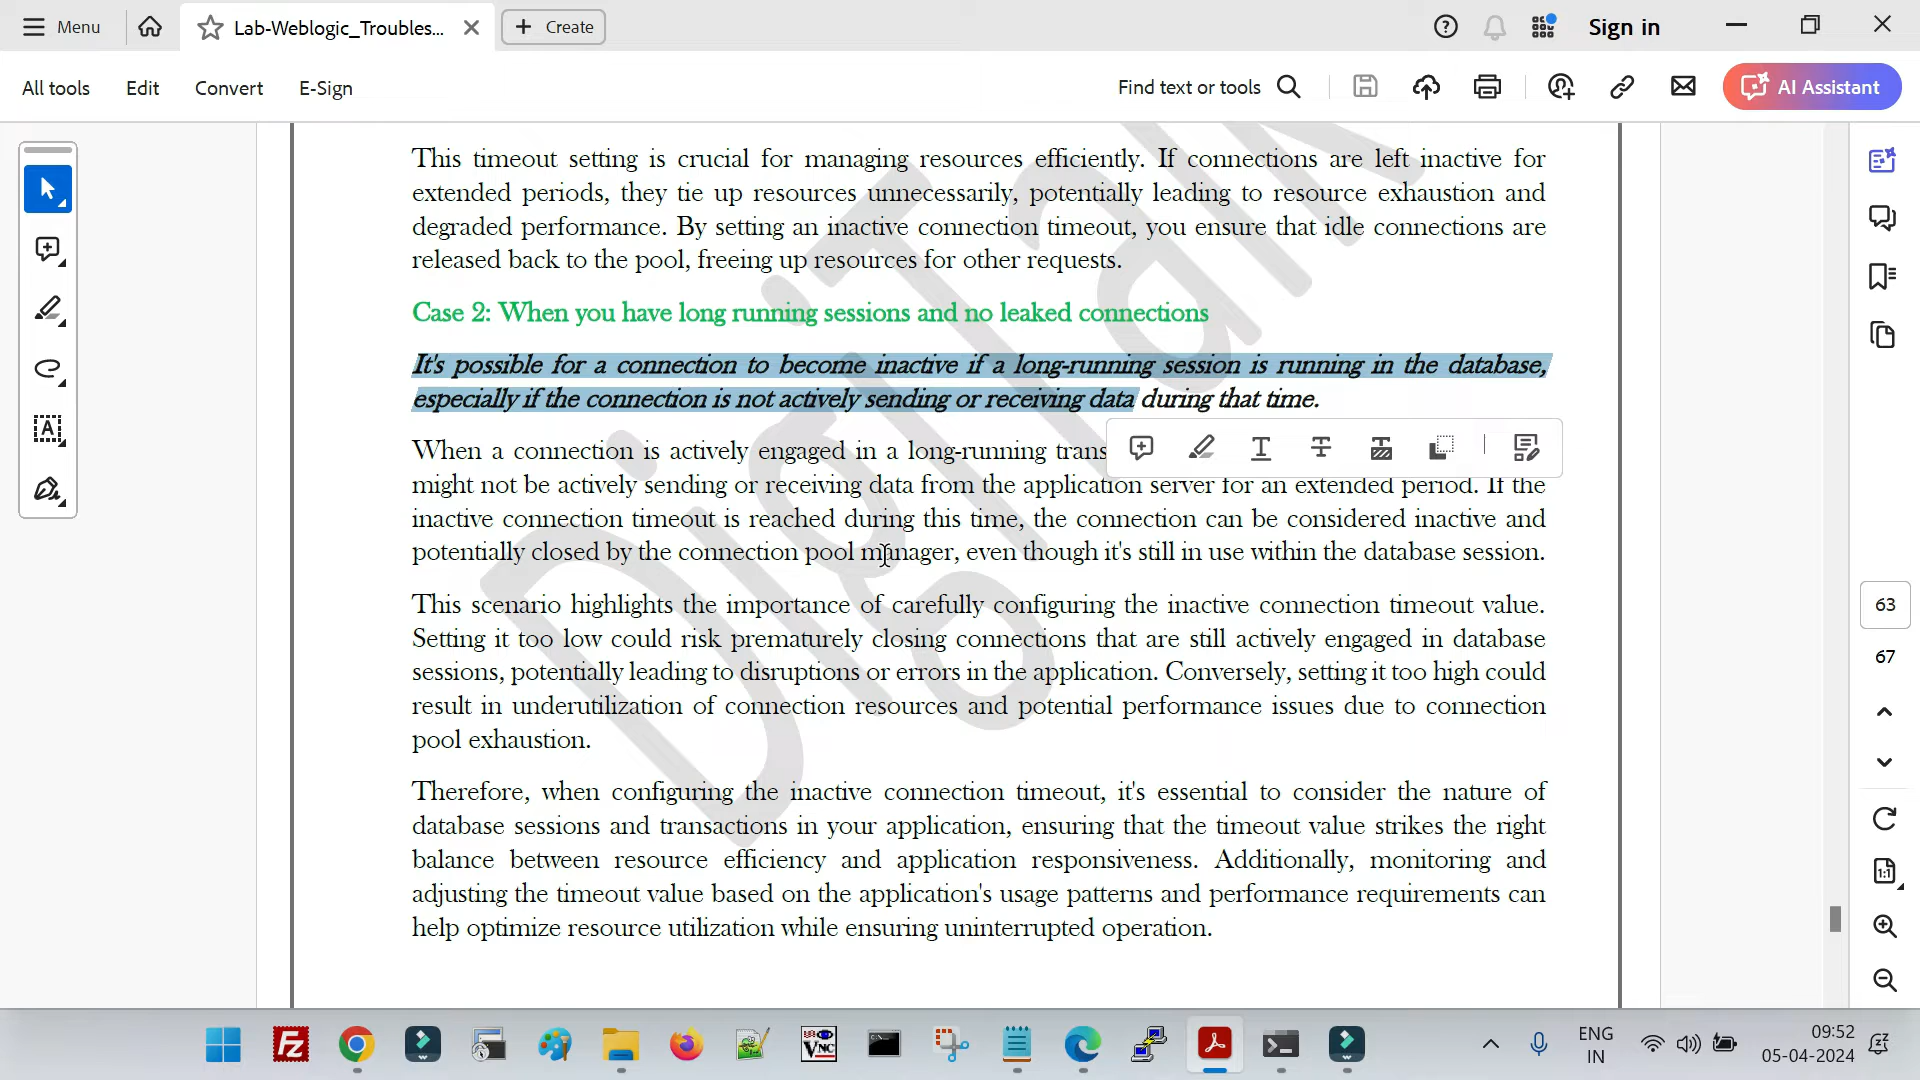 Menu
Lab-Weblogic_Troubles...
Create
Sign in
All tools
Edit
Convert
E-Sign
Find text or tools
AI Assistant
This timeout setting is crucial for managing resources efficiently. If connections are left inactive for
extended periods, they tie up resources unnecessarily, potentially leading to resource exhaustion and
degraded performance. By setting an inactive connection timeout, you ensure that idle connections are
released back to the pool, freeing up resources for other requests.
Case 2: When you have long running sessions and no leaked connections
It's possible for a connection to become inactive if a long-running session is running in the database,
especially if the connection is not actively sending or receiving data during that time.
When a connection is actively engaged in a long-running trans
might not be actively sending or receiving data from the application server for an extended period. If the
inactive connection timeout is reached during this time, the connection can be considered inactive and
potentially closed by the connection pool manager, even though it's still in use within the database session.
This scenario highlights the importance of carefully configuring the inactive connection timeout value.
Setting it too low could risk prematurely closing connections that are still actively engaged in database
sessions, potentially leading to disruptions or errors in the application. Conversely, setting it too high could
result in underutilization of connection resources and potential performance issues due to connection
pool exhaustion.
Therefore, when configuring the inactive connection timeout, it's essential to consider the nature of
database sessions and transactions in your application, ensuring that the timeout value strikes the right
balance between resource efficiency and application responsiveness. Additionally, monitoring and
adjusting the timeout value based on the application's usage patterns and performance requirements can
help optimize resource utilization while ensuring uninterrupted operation.
63
67
1:1
ENG
IN
09:52
05-04-2024